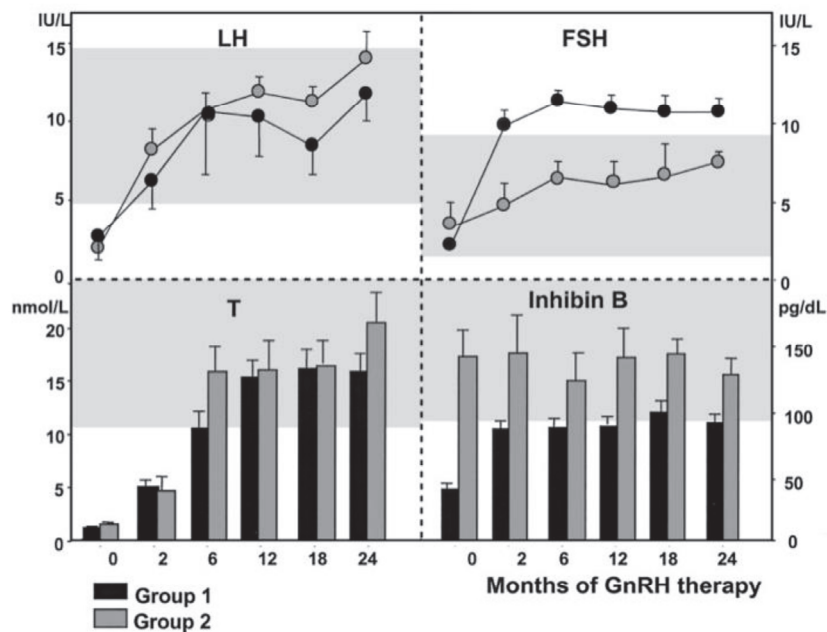 IU/L LH FSH IU/L
15 15
10 10
5 5
0 0
nmol/L T Inhibin B pg/dL
20 150
15
10 100
5 50
0 0
0 2 6 12 18 24 0 2 6 12 18 24
Group 1 Months of GnRH therapy
Group 2